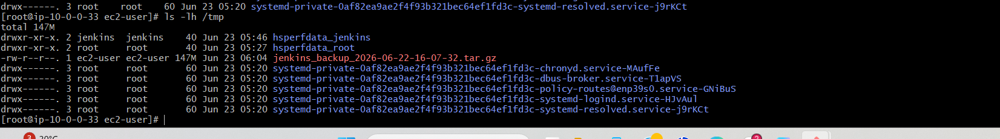 drwx------. 3 root    root    60 Jun 23 05:20 systemd-private-0af82ea9ae2f4f93b321bec64ef1fd3c-systemd-resolved.service-j9rKCt
[root@ip-10-0-0-33 ec2-user]# ls -lh /tmp
total 147M
drwxr-xr-x. 2 jenkins  jenkins    40 Jun 23 05:46 hsperfdata_jenkins
drwxr-xr-x. 2 root     root       40 Jun 23 05:27 hsperfdata_root
-rw-r--r--. 1 ec2-user ec2-user 147M Jun 23 06:04 jenkins_backup_2026-06-22-16-07-32.tar.gz
drwx------. 3 root     root       60 Jun 23 05:20 systemd-private-0af82ea9ae2f4f93b321bec64ef1fd3c-chronyd.service-MAufFe
drwx------. 3 root     root       60 Jun 23 05:20 systemd-private-0af82ea9ae2f4f93b321bec64ef1fd3c-dbus-broker.service-T1apVS
drwx------. 3 root     root       60 Jun 23 05:20 systemd-private-0af82ea9ae2f4f93b321bec64ef1fd3c-policy-routes@enp39s0.service-GNiBuS
drwx------. 3 root     root       60 Jun 23 05:20 systemd-private-0af82ea9ae2f4f93b321bec64ef1fd3c-systemd-logind.service-HJvAul
drwx------. 3 root     root       60 Jun 23 05:20 systemd-private-0af82ea9ae2f4f93b321bec64ef1fd3c-systemd-resolved.service-j9rKCt
[root@ip-10-0-0-33 ec2-user]#
3
2